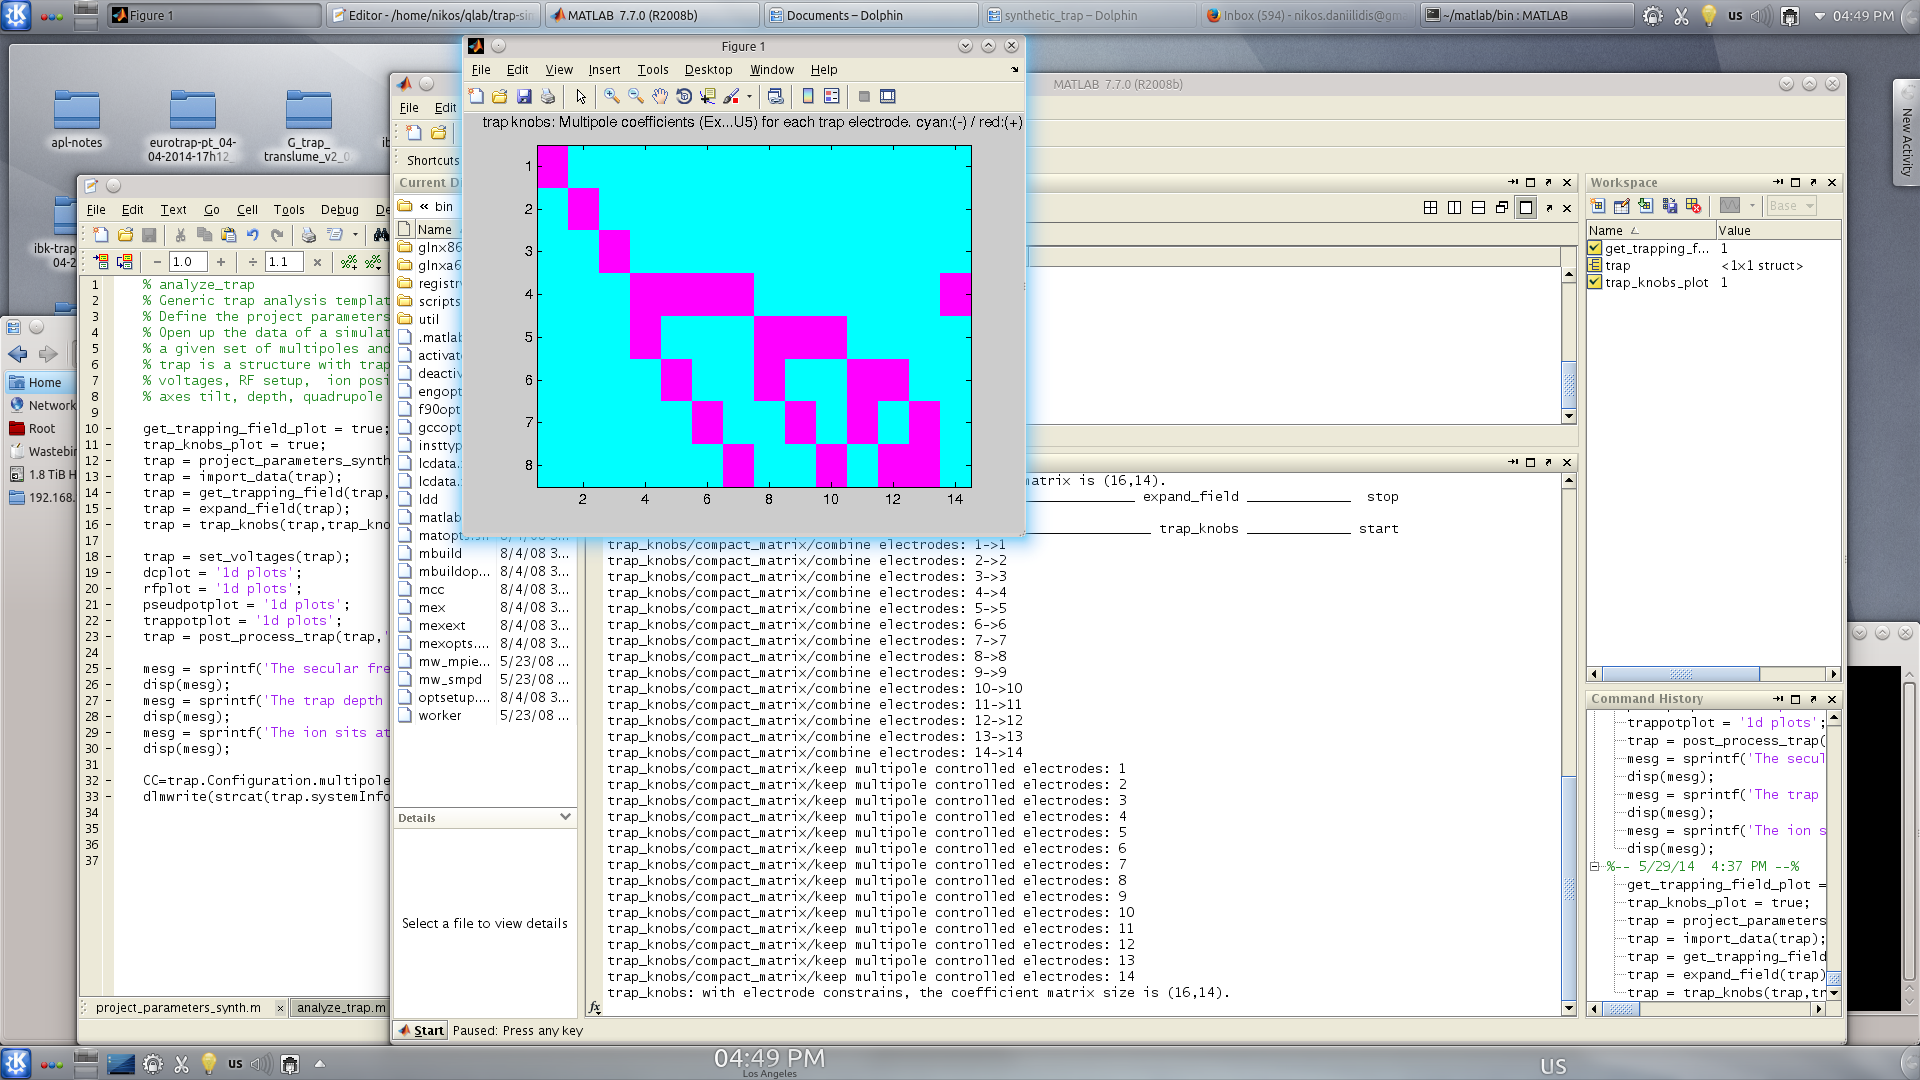 Figure 1
Editor - /home/nikos/qlab/trap-sim
MATLAB 7.7.0 (R2008b)
Documents – Dolphin
synthetic_trap – Dolphin
Inbox (594) - nikos.daniilidis@gm
~/matlab/bin : MATLAB
us
04:49 PM
apl-notes
eurotrap-pt_04-
04-2014-17h12_
G_trap_
translume_v2_0
ibk-trap
04-2
New Activity
Figure 1
File Edit View Insert Tools Desktop Window Help
trap knobs: Multipole coefficients (Ex...U5) for each trap electrode. cyan:(-) / red:(+)
1
2
3
4
5
6
7
8
2 4 6 8 10 12 14
File Edit Text Go Cell Tools Debug De
1.0
1.1
1 % analyze_trap
2 % Generic trap analysis templat
3 % Define the project parameters
4 % Open up the data of a simulat
5 % a given set of multipoles and
6 % trap is a structure with trap
7 % voltages, RF setup,  ion posi
8 % axes tilt, depth, quadrupole
9
10 get_trapping_field_plot = true;
11 trap_knobs_plot = true;
12 trap = project_parameters_synth
13 trap = import_data(trap);
14 trap = get_trapping_field(trap,
15 trap = expand_field(trap);
16 trap = trap_knobs(trap,trap_kno
17
18 trap = set_voltages(trap);
19 dcplot = '1d plots';
20 rfplot = '1d plots';
21 pseudpotplot = '1d plots';
22 trappotplot = '1d plots';
23 trap = post_process_trap(trap,'
24
25 mesg = sprintf('The secular fre
26 disp(mesg);
27 mesg = sprintf('The trap depth
28 disp(mesg);
29 mesg = sprintf('The ion sits at
30 disp(mesg);
31
32 CC=trap.Configuration.multipole
33 dlmwrite(strcat(trap.systemInfo
34
35
36
37
project_parameters_synth.m × analyze_trap.m
Home
Network
Root
Wastebin
1.8 TiB H
192.168.
MATLAB 7.7.0 (R2008b)
File Edit
Shortcuts
Current D
« bin
Name
glnx86
glnxa6
registry
scripts
util
.matlab
activate
deactiv
engopt
f90opt
gccopt
insttyp
lcdata.
lcdata.
ldd
matlab
matopts.sh 8/4/08 3...
mbuild 8/4/08 3...
mbuildop... 8/4/08 3...
mcc 8/4/08 3...
mex 8/4/08 3...
mexext 8/4/08 3...
mexopts.... 8/4/08 3...
mw_mpie... 5/23/08 ...
mw_smpd 5/23/08 ...
optsetup.... 8/4/08 3...
worker 5/23/08 ...
Details
Select a file to view details
Start Paused: Press any key
atrix is (16,14).
expand_field ____________ stop
trap_knobs ____________ start
trap_knobs/compact_matrix/combine electrodes: 1->1
trap_knobs/compact_matrix/combine electrodes: 2->2
trap_knobs/compact_matrix/combine electrodes: 3->3
trap_knobs/compact_matrix/combine electrodes: 4->4
trap_knobs/compact_matrix/combine electrodes: 5->5
trap_knobs/compact_matrix/combine electrodes: 6->6
trap_knobs/compact_matrix/combine electrodes: 7->7
trap_knobs/compact_matrix/combine electrodes: 8->8
trap_knobs/compact_matrix/combine electrodes: 9->9
trap_knobs/compact_matrix/combine electrodes: 10->10
trap_knobs/compact_matrix/combine electrodes: 11->11
trap_knobs/compact_matrix/combine electrodes: 12->12
trap_knobs/compact_matrix/combine electrodes: 13->13
trap_knobs/compact_matrix/combine electrodes: 14->14
trap_knobs/compact_matrix/keep multipole controlled electrodes: 1
trap_knobs/compact_matrix/keep multipole controlled electrodes: 2
trap_knobs/compact_matrix/keep multipole controlled electrodes: 3
trap_knobs/compact_matrix/keep multipole controlled electrodes: 4
trap_knobs/compact_matrix/keep multipole controlled electrodes: 5
trap_knobs/compact_matrix/keep multipole controlled electrodes: 6
trap_knobs/compact_matrix/keep multipole controlled electrodes: 7
trap_knobs/compact_matrix/keep multipole controlled electrodes: 8
trap_knobs/compact_matrix/keep multipole controlled electrodes: 9
trap_knobs/compact_matrix/keep multipole controlled electrodes: 10
trap_knobs/compact_matrix/keep multipole controlled electrodes: 11
trap_knobs/compact_matrix/keep multipole controlled electrodes: 12
trap_knobs/compact_matrix/keep multipole controlled electrodes: 13
trap_knobs/compact_matrix/keep multipole controlled electrodes: 14
trap_knobs: with electrode constrains, the coefficient matrix size is (16,14).
fx
Workspace
Base
Name Value
get_trapping_f... 1
trap <1x1 struct>
trap_knobs_plot 1
Command History
trappotplot = '1d plots';
trap = post_process_trap(
mesg = sprintf('The secul
disp(mesg);
mesg = sprintf('The trap
disp(mesg);
mesg = sprintf('The ion s
disp(mesg);
%-- 5/29/14  4:37 PM --%
get_trapping_field_plot =
trap_knobs_plot = true;
trap = project_parameters
trap = import_data(trap);
trap = get_trapping_field
trap = expand_field(trap)
trap = trap_knobs(trap,tr
us
04:49 PM
Los Angeles
US